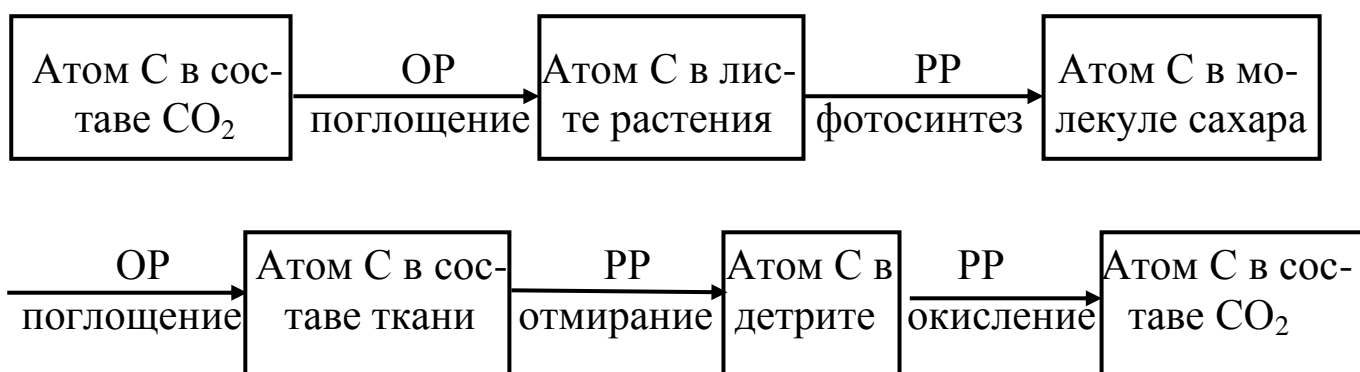 ОР РР
Атом С в сос-
таве CO₂
поглощение
Атом С в лис-
те растения
фотосинтез
Атом С в мо-
лекуле сахара
ОР РР РР
поглощение
Атом С в сос-
таве ткани
отмирание
Атом С в
детрите
окисление
Атом С в сос-
таве CO₂